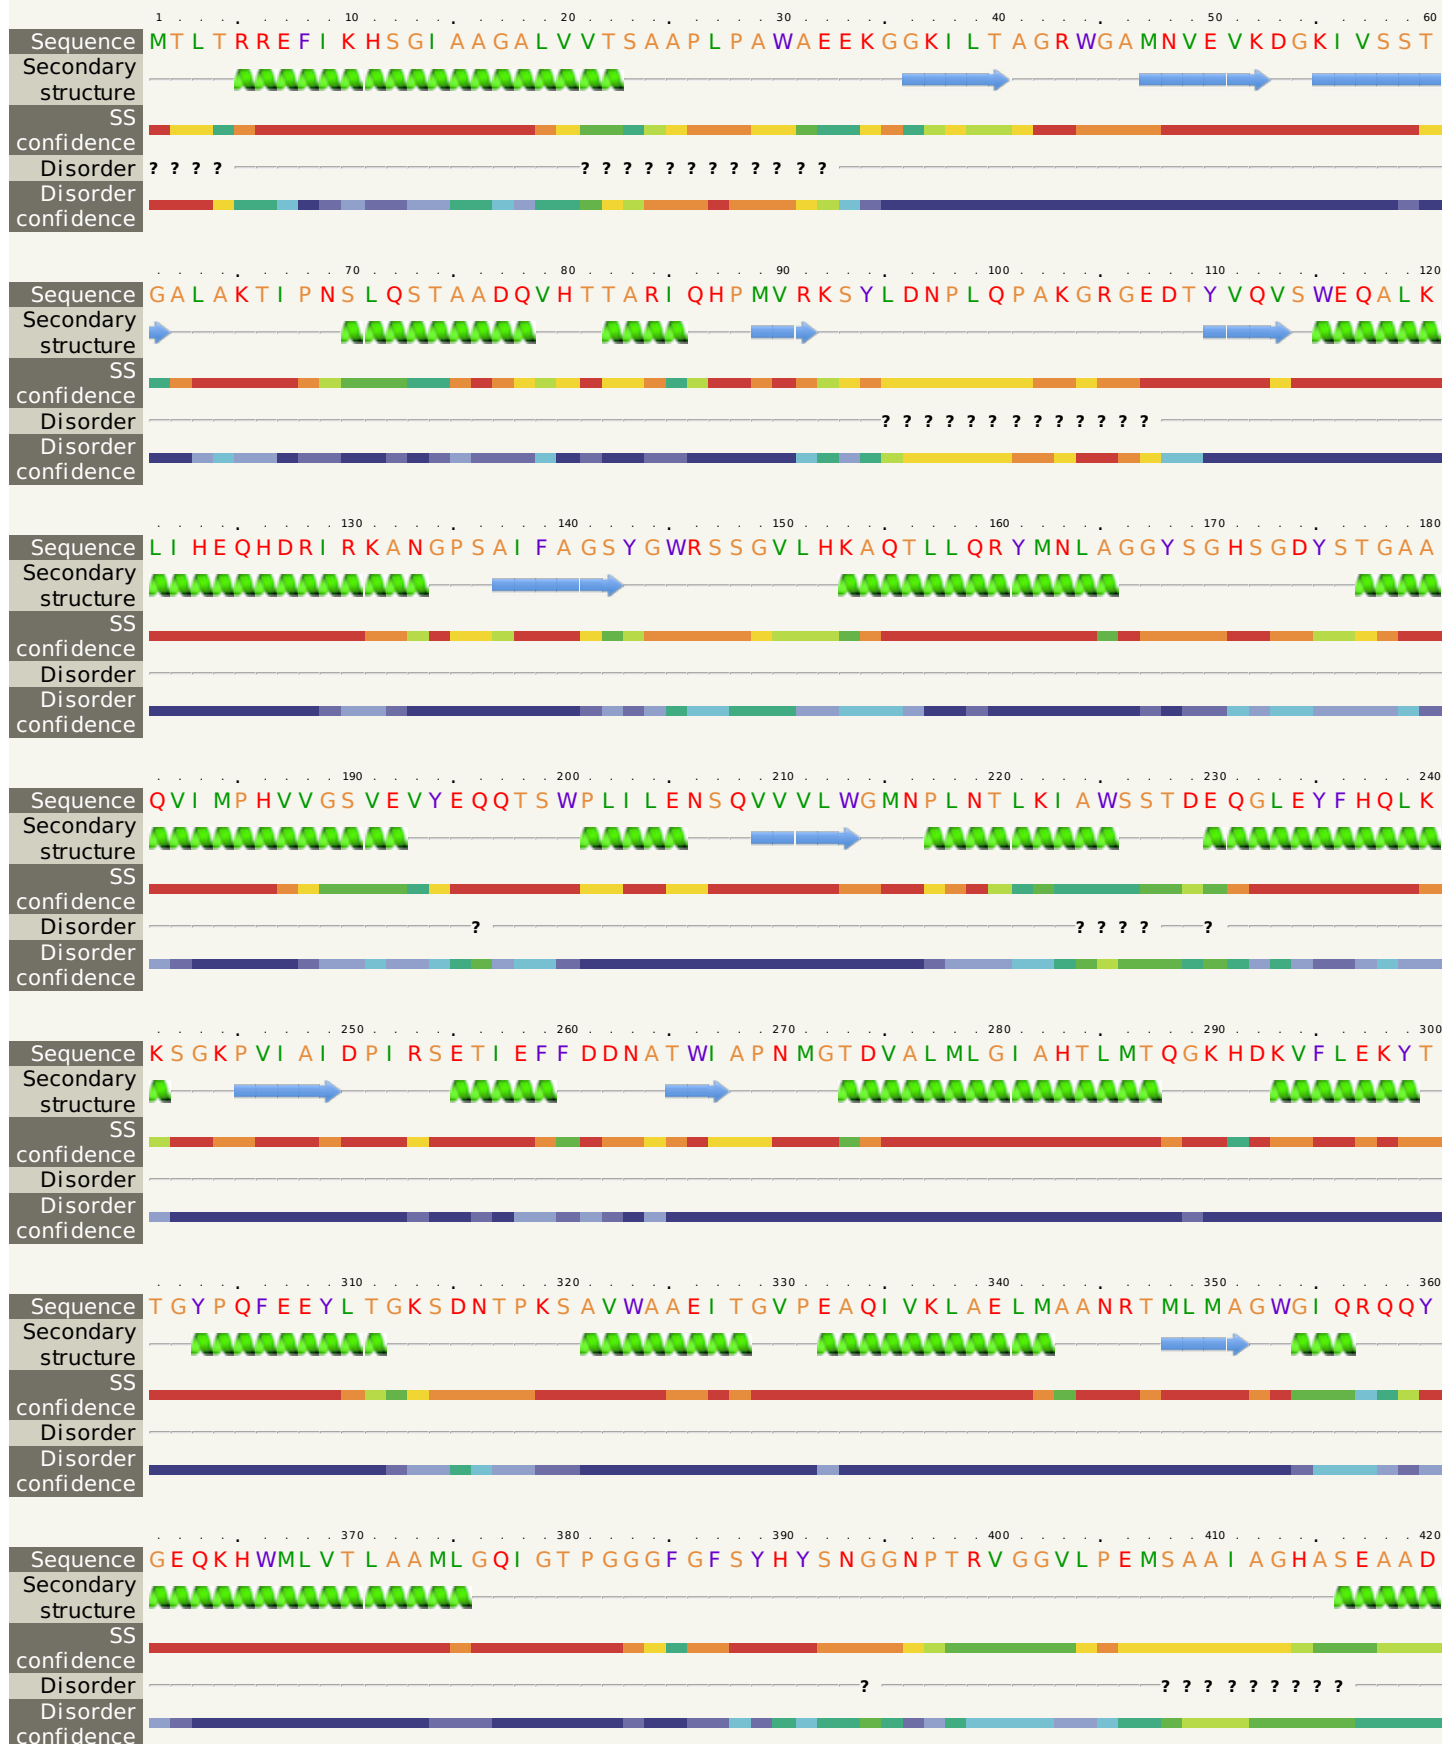 1 10 20 30 40 50 60
Sequence MTLTRREFIKHSGIAAGALVVTSAAPLPAWAEEKGGKILTAGRWGAMNVEVKDGKIVSST
Secondary
structure
SS
confidence
Disorder ? ? ? ? ? ? ? ? ? ? ? ? ? ? ? ?
Disorder
confidence
70 80 90 100 110 120
Sequence GALAKTIPNSLQSTAADQVHTTARIQHPMVRKSYLDNPLQPAKGRGEDTYVQVSWEQALK
Secondary
structure
SS
confidence
Disorder ? ? ? ? ? ? ? ? ? ? ? ? ?
Disorder
confidence
130 140 150 160 170 180
Sequence LIHEQHDRIRKANGPSAIFAGSYGWRSSGVLHKAQTLLQRYMNLAGGYSGHSGDYSTGAA
Secondary
structure
SS
confidence
Disorder
Disorder
confidence
190 200 210 220 230 240
Sequence QVIMPHVVGSVEVYEQQTSWPLILENSQVVVLWGMNPLNTLKIAWSSTDEQGLEYFHQLK
Secondary
structure
SS
confidence
Disorder ? ? ? ? ? ?
Disorder
confidence
250 260 270 280 290 300
Sequence KSGKPVIAIDPIRSETIEFFDDNATWIAPNMGTDVALMLGIAHTLMTQGKHDKVFLEKYT
Secondary
structure
SS
confidence
Disorder
Disorder
confidence
310 320 330 340 350 360
Sequence TGYPQFEEYLTGKSDNTPKSAVWAAEITGVPEAQIVKLAELMAANRTMLMAGWGIQRQQY
Secondary
structure
SS
confidence
Disorder
Disorder
confidence
370 380 390 400 410 420
Sequence GEQKHWMLVTLAAMLGQIGTPGGGFGFSYHYSNGGNPTRVGGVLPEMSAAIAGHASEAAD
Secondary
structure
SS
confidence
Disorder ? ? ? ? ? ? ? ? ? ?
Disorder
confidence